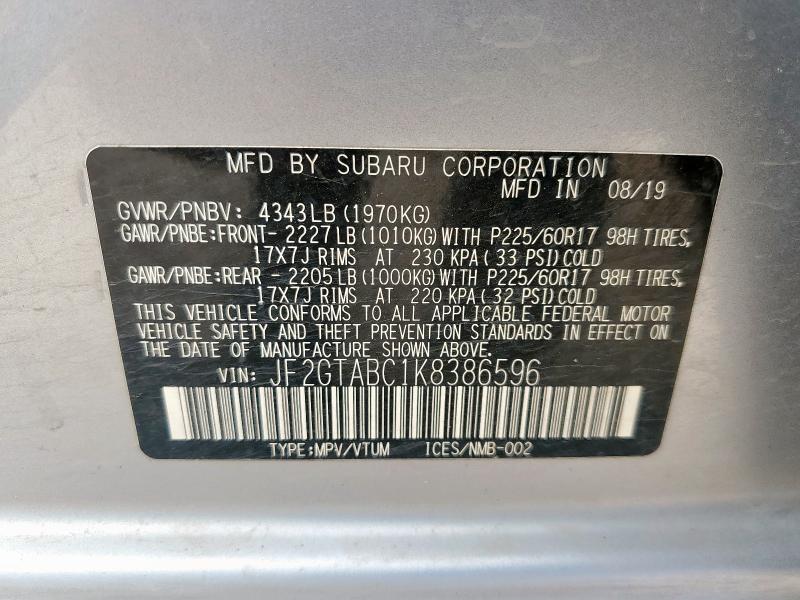 MFD BY SUBARU CORPORATION
MFD IN 08/19
GVWR/PNBV: 4343LB (1970KG)
GAWR/PNBE:FRONT- 2227LB (1010KG) WITH P225/60R17 98H TIRES,
17X7J RIMS AT 230 KPA (33 PSI) COLD
GAWR/PNBE:REAR - 2205LB (1000KG) WITH P225/60R17 98H TIRES,
17X7J RIMS AT 220 KPA (32 PSI) COLD
THIS VEHICLE CONFORMS TO ALL APPLICABLE FEDERAL MOTOR
VEHICLE SAFETY AND THEFT PREVENTION STANDARDS IN EFFECT ON
THE DATE OF MANUFACTURE SHOWN ABOVE.
VIN: JF2GTABC1K8386596
TYPE:MPV/VTUM ICES/NMB-002